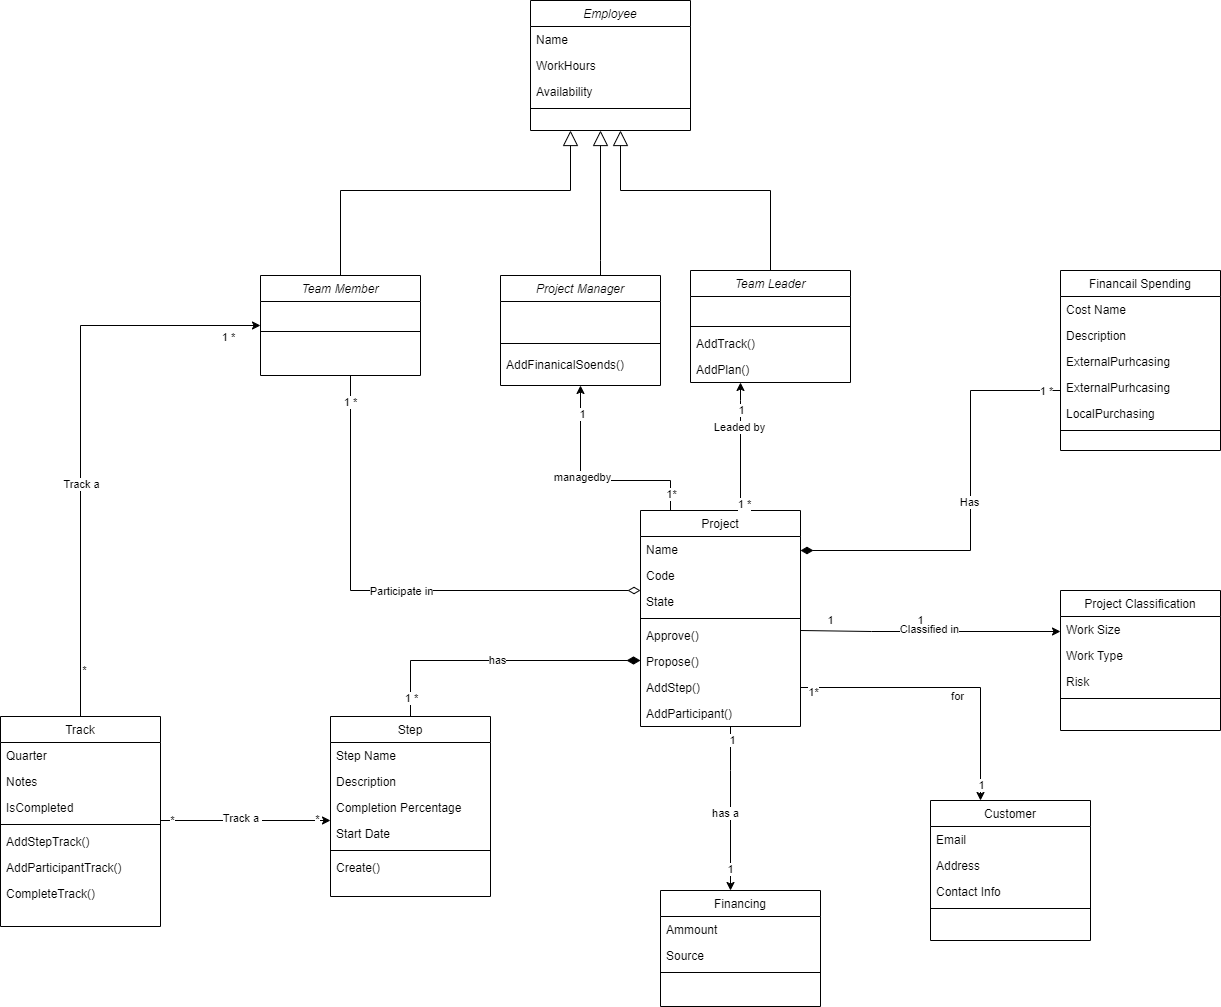 Employee
Name
WorkHours
Availability
Team Member
Project Manager
AddFinanicalSoends()
Team Leader
AddTrack()
AddPlan()
Financail Spending
Cost Name
Description
ExternalPurhcasing
ExternalPurhcasing
LocalPurchasing
1 *
1 *
1
1
Leaded by
1 *
Track a
managedby
1*
1 *
Has
Project
Name
Code
State
Approve()
Propose()
AddStep()
AddParticipant()
Participate in
1
1
Classified in
Project Classification
Work Size
Work Type
Risk
has
1 *
*
1*
for
1
Track
Quarter
Notes
IsCompleted
AddStepTrack()
AddParticipantTrack()
CompleteTrack()
*
Track a
*
Step
Step Name
Description
Completion Percentage
Start Date
Create()
1
has a
1
Customer
Email
Address
Contact Info
Financing
Ammount
Source